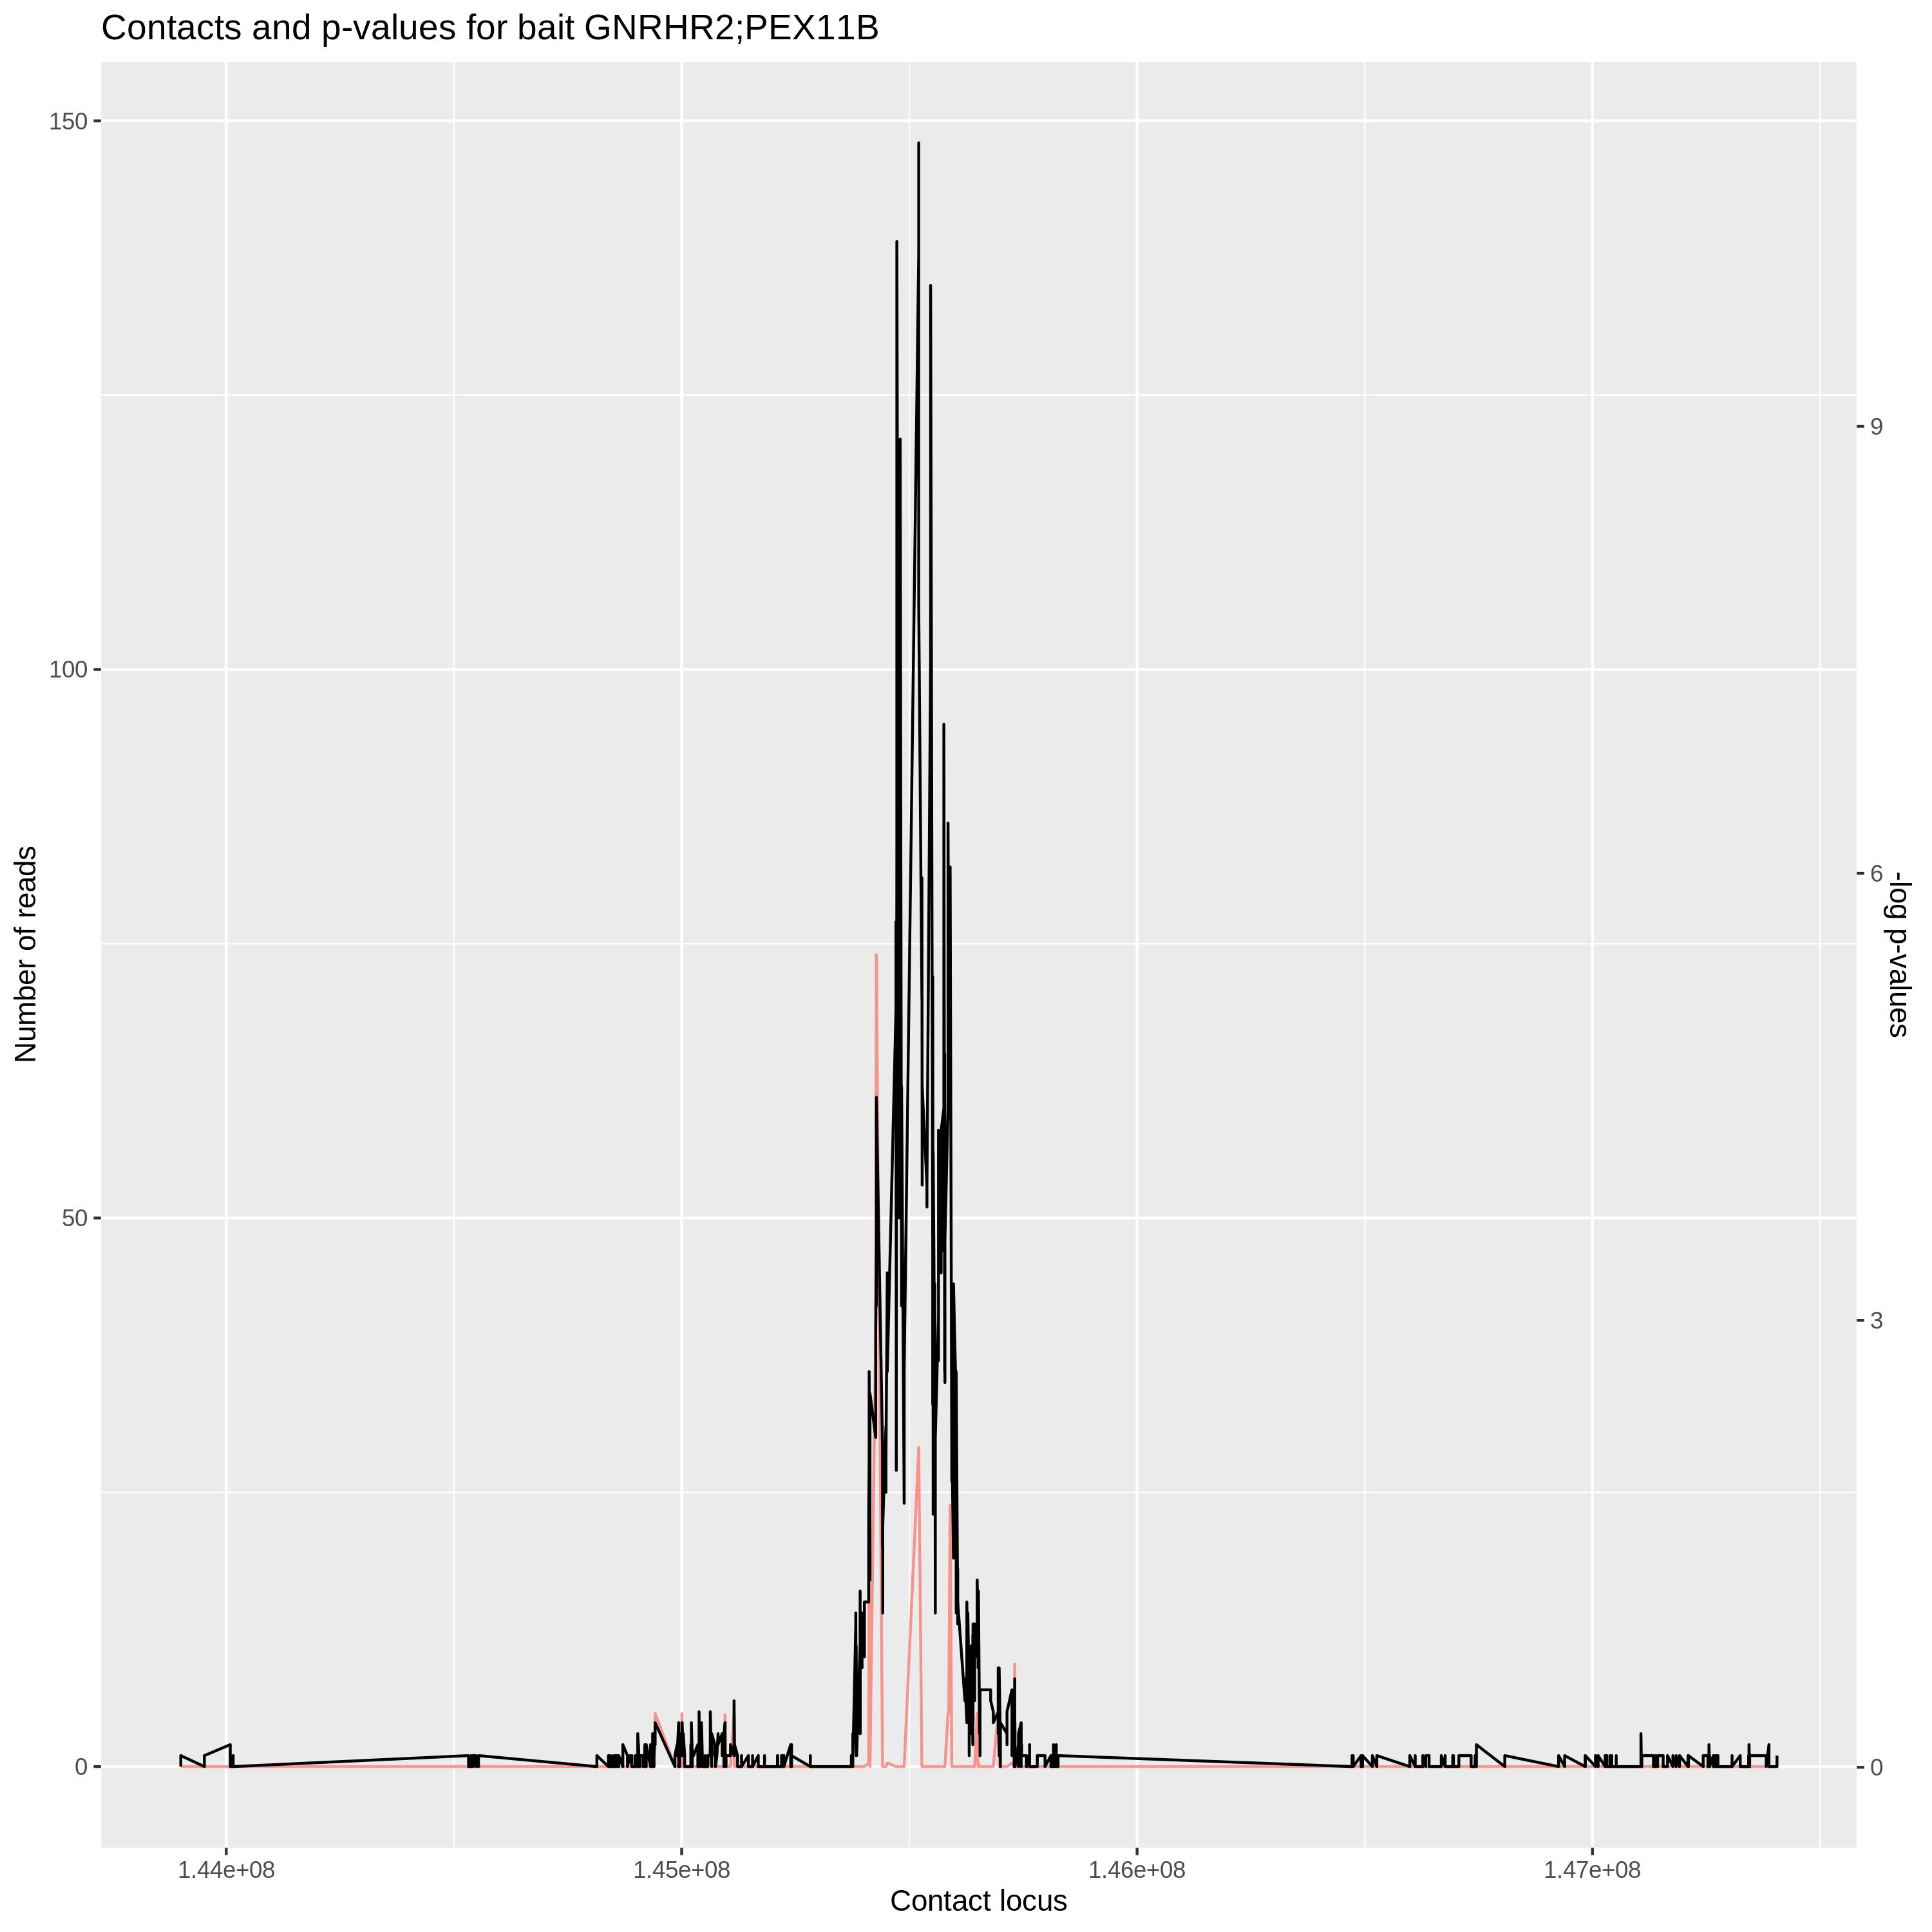 Contacts and p-values for bait GNRHR2;PEX11B
150
100
50
0
9
6
3
0
Number of reads
-log p-values
1.44e+08
1.45e+08
1.46e+08
1.47e+08
Contact locus